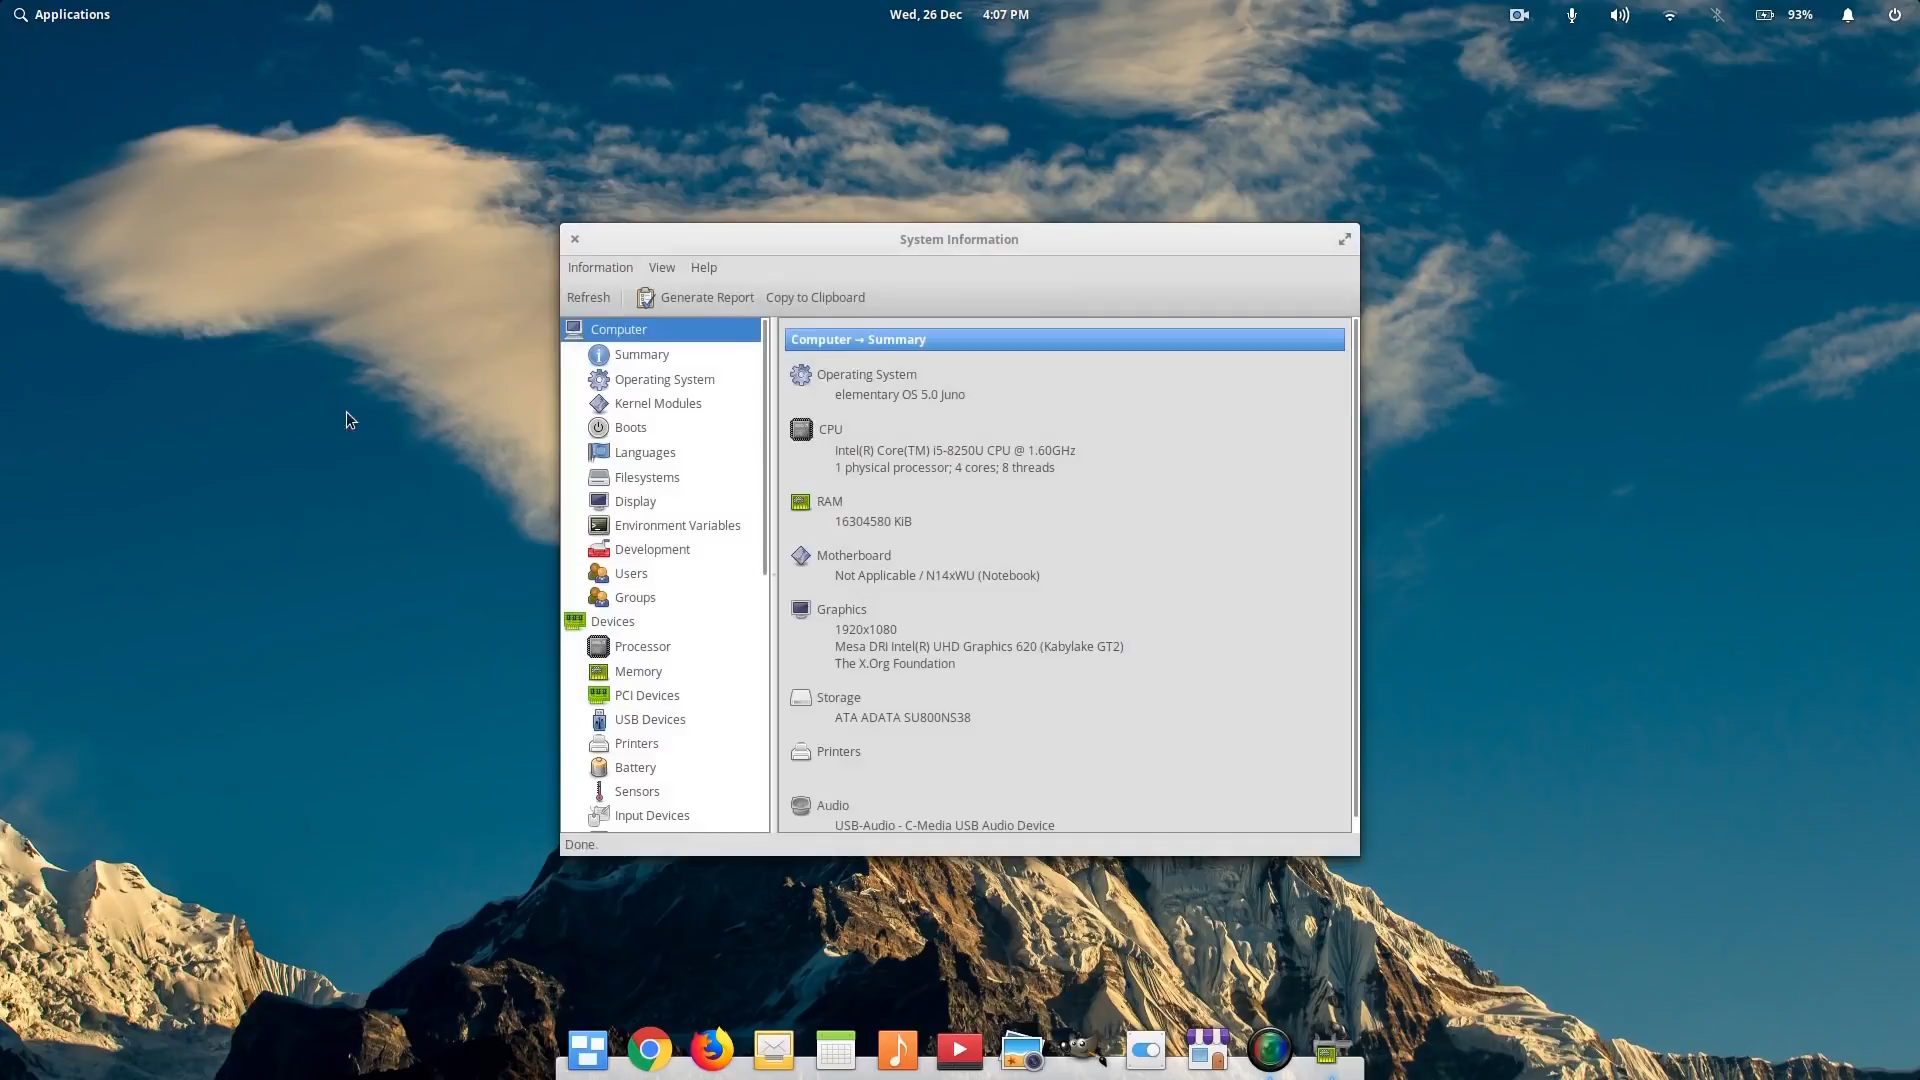 Applications
Wed, 26 Dec 4:07 PM
93%
System Information
Information View Help
Refresh Generate Report Copy to Clipboard
Computer
Summary
Operating System
Kernel Modules
Boots
Languages
Filesystems
Display
Environment Variables
Development
Users
Groups
Devices
Processor
Memory
PCI Devices
USB Devices
Printers
Battery
Sensors
Input Devices
Computer → Summary
Operating System
elementary OS 5.0 Juno
CPU
Intel(R) Core(TM) i5-8250U CPU @ 1.60GHz
1 physical processor; 4 cores; 8 threads
RAM
16304580 KiB
Motherboard
Not Applicable / N14xWU (Notebook)
Graphics
1920x1080
Mesa DRI Intel(R) UHD Graphics 620 (Kabylake GT2)
The X.Org Foundation
Storage
ATA ADATA SU800NS38
Printers
Audio
USB-Audio - C-Media USB Audio Device
Done.